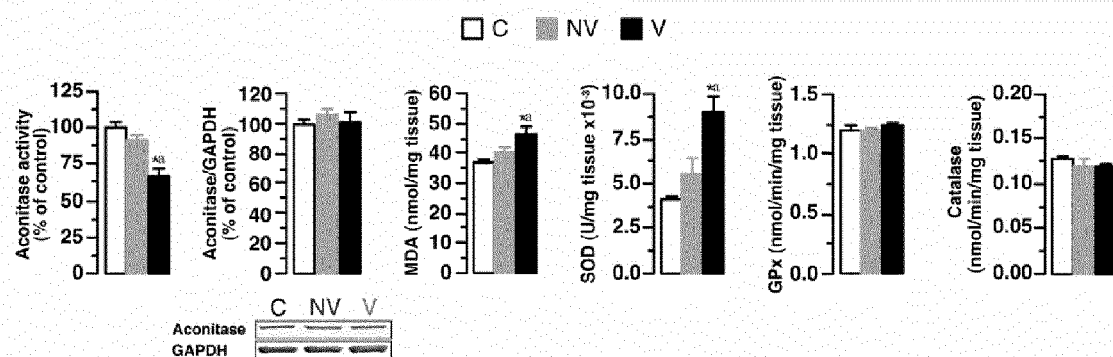 C NV V
Aconitase activity
(% of control)
125
100
75
50
25
0
*a
Aconitase/GAPDH
(% of control)
120
100
80
60
40
20
0
MDA (nmol/mg tissue)
60
50
40
30
20
10
0
*a
SOD (U/mg tissue x10⁻³)
10.0
7.5
5.0
2.5
0.0
*a
GPx (nmol/min/mg tissue)
1.5
1.0
0.5
0.0
Catalase
(nmol/min/mg tissue)
0.20
0.15
0.10
0.05
0.00
C NV V
Aconitase
GAPDH